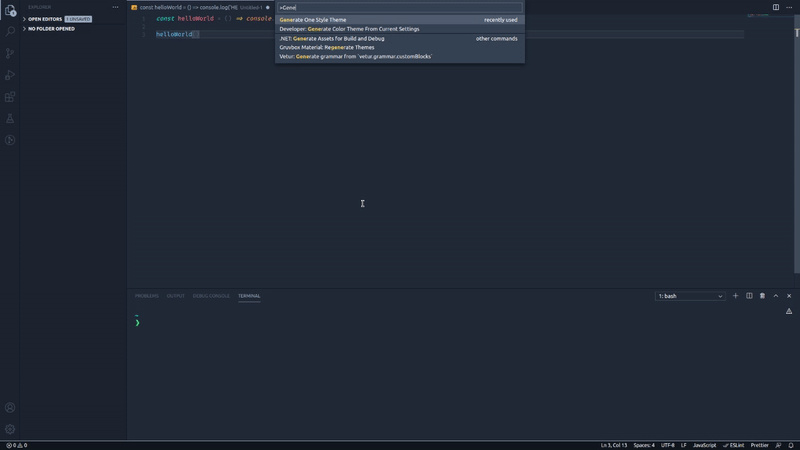 EXPLORER
OPEN EDITORS 1 UNSAVED
NO FOLDER OPENED
const helloWorld = () => console.log("HE Untitled-1
1 const helloWorld = () => console.
3 helloWorld()
>Gene
Generate One Style Theme recently used
Developer: Generate Color Theme From Current Settings
.NET: Generate Assets for Build and Debug other commands
Gruvbox Material: Regenerate Themes
Vetur: Generate grammar from `vetur.grammar.customBlocks`
PROBLEMS OUTPUT DEBUG CONSOLE TERMINAL
1: bash
~
❯
0 0
Ln 3, Col 13 Spaces: 4 UTF-8 LF JavaScript ESLint Prettier